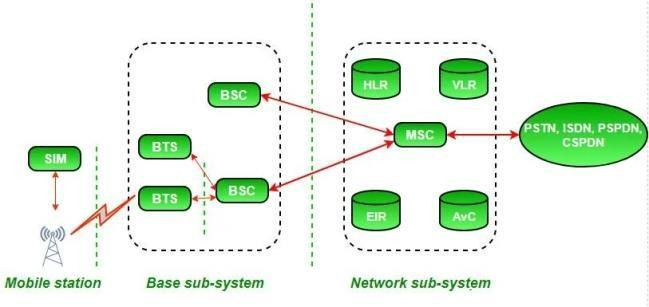 HLR
VLR
BSC
MSC
PSTN, ISDN, PSPDN,
CSPDN
SIM
BTS
BTS
BSC
EIR
AvC
Mobile station
Base sub-system
Network sub-system